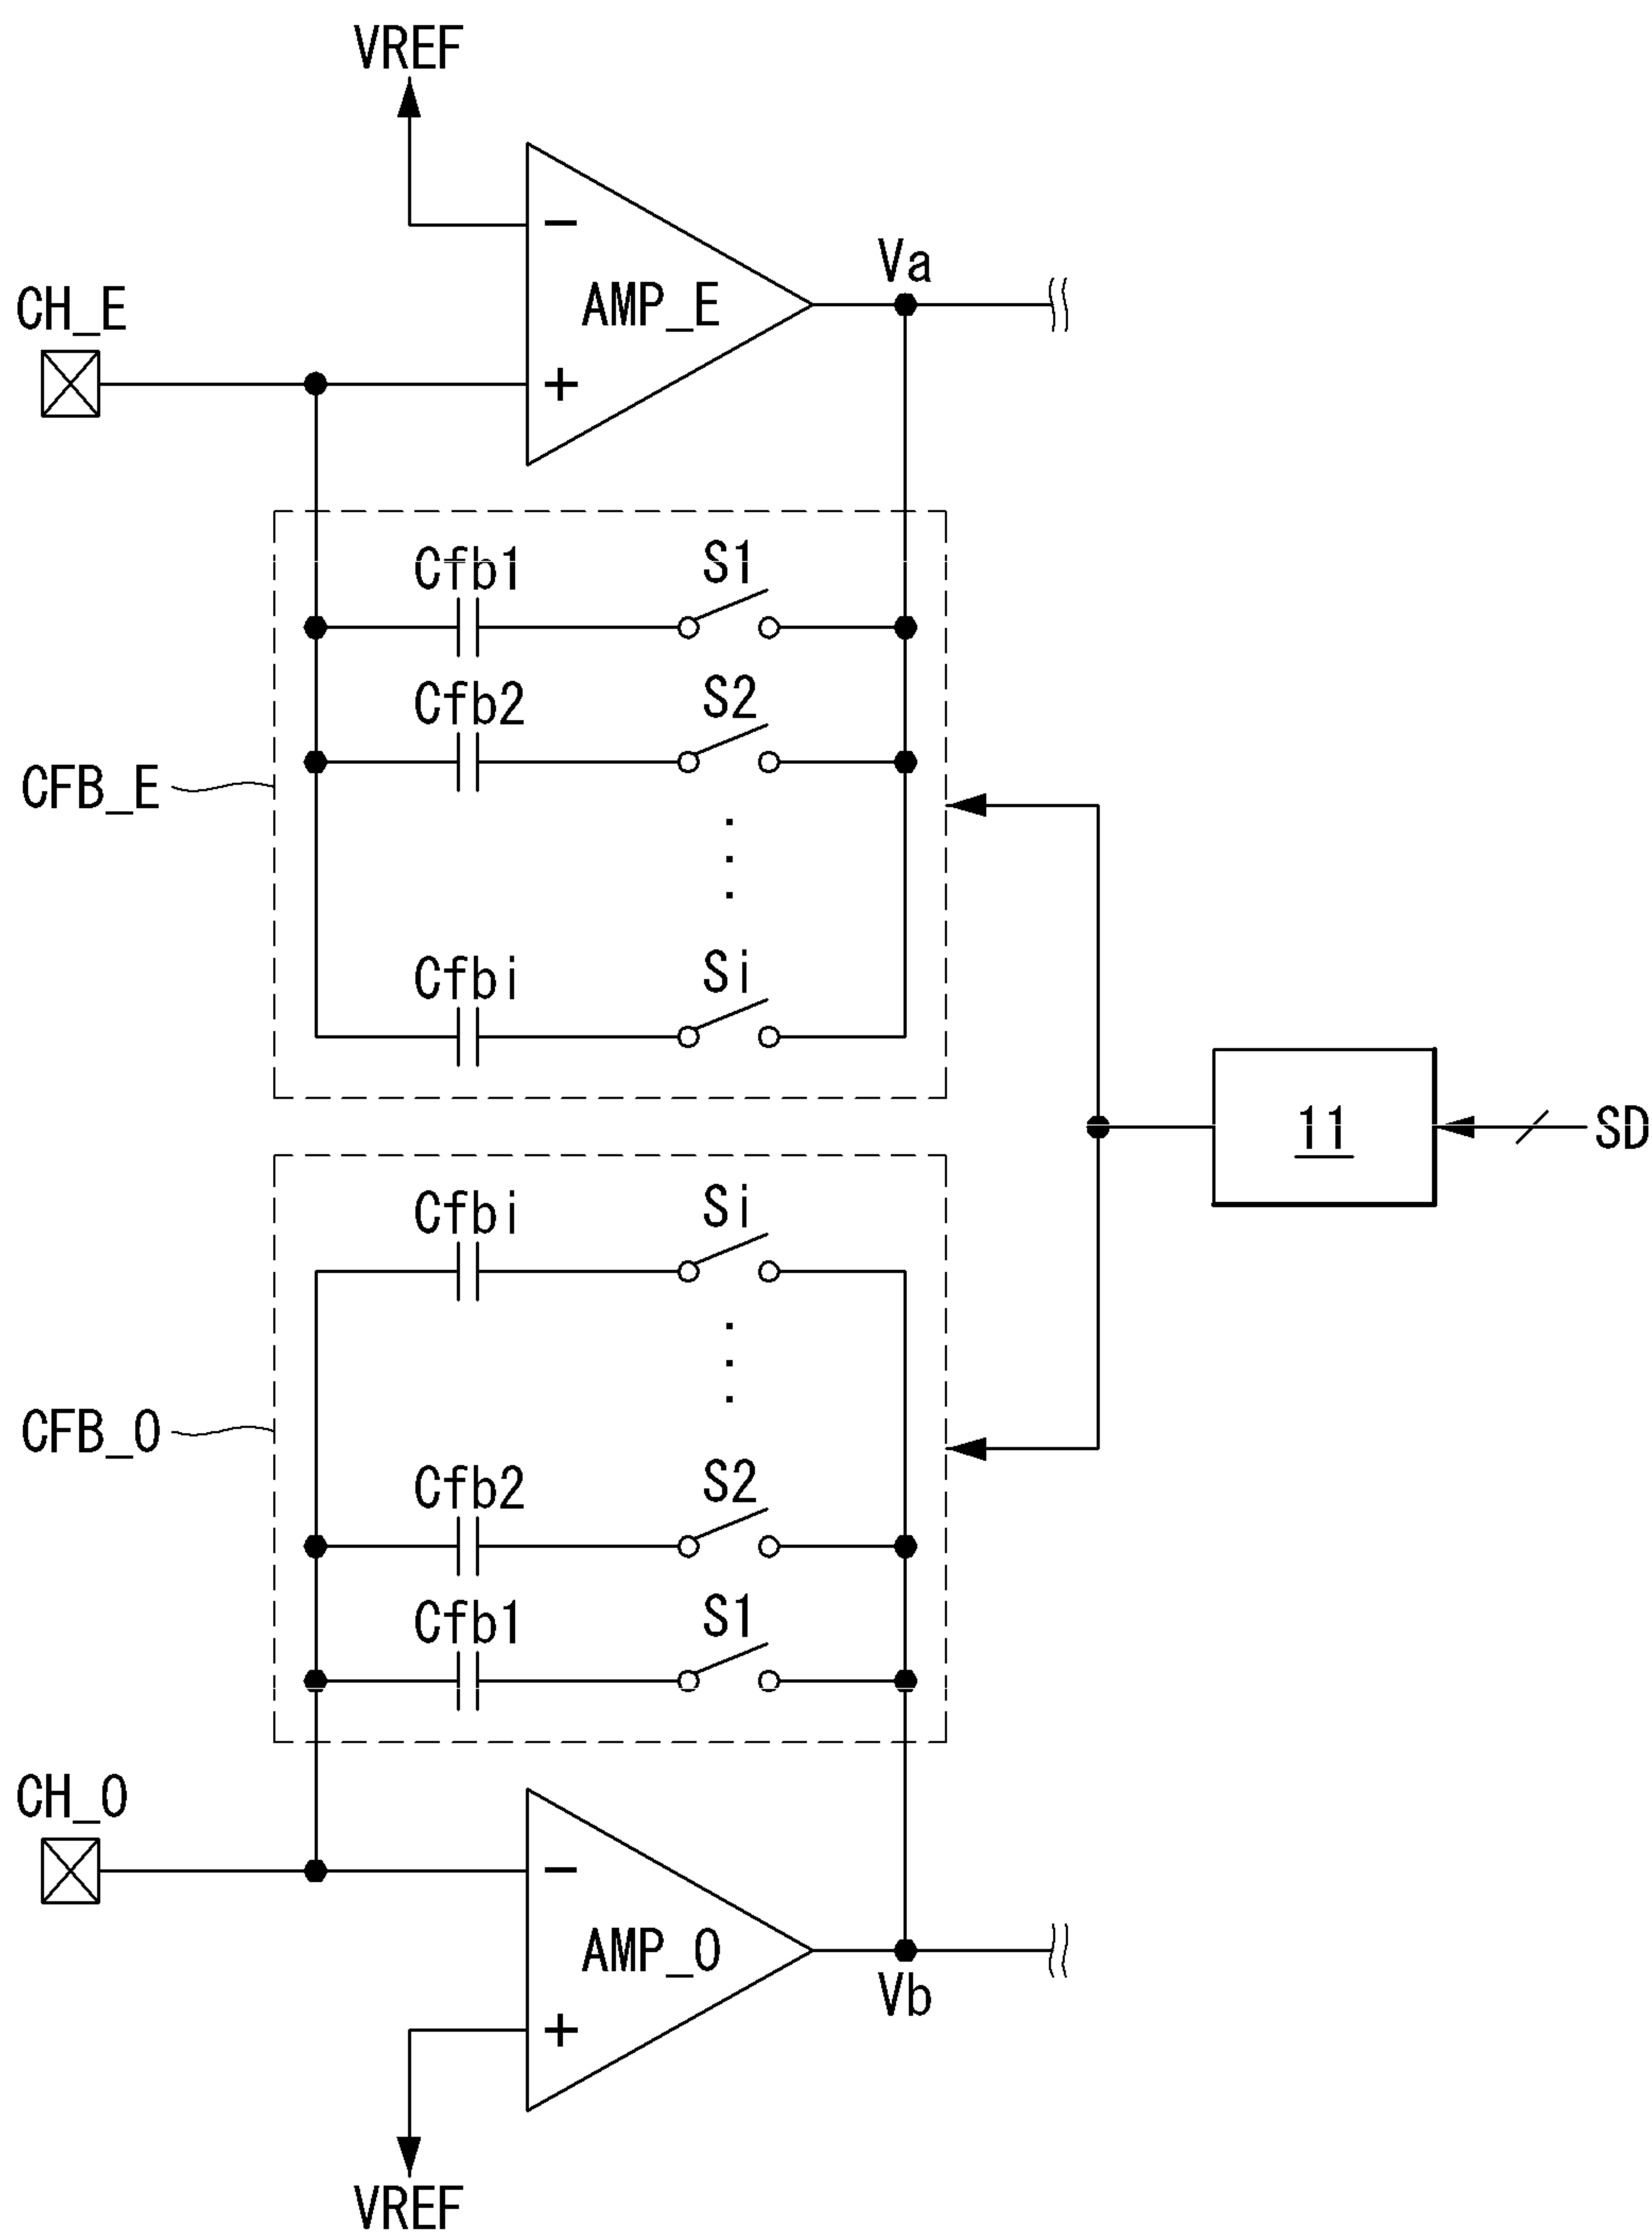 VREF
−
AMP_E
+
Va
CH_E
Cfb1
S1
Cfb2
S2
CFB_E
Cfbi
Si
11
SD
Cfbi
Si
CFB_O
Cfb2
S2
Cfb1
S1
CH_O
−
AMP_O
+
Vb
VREF